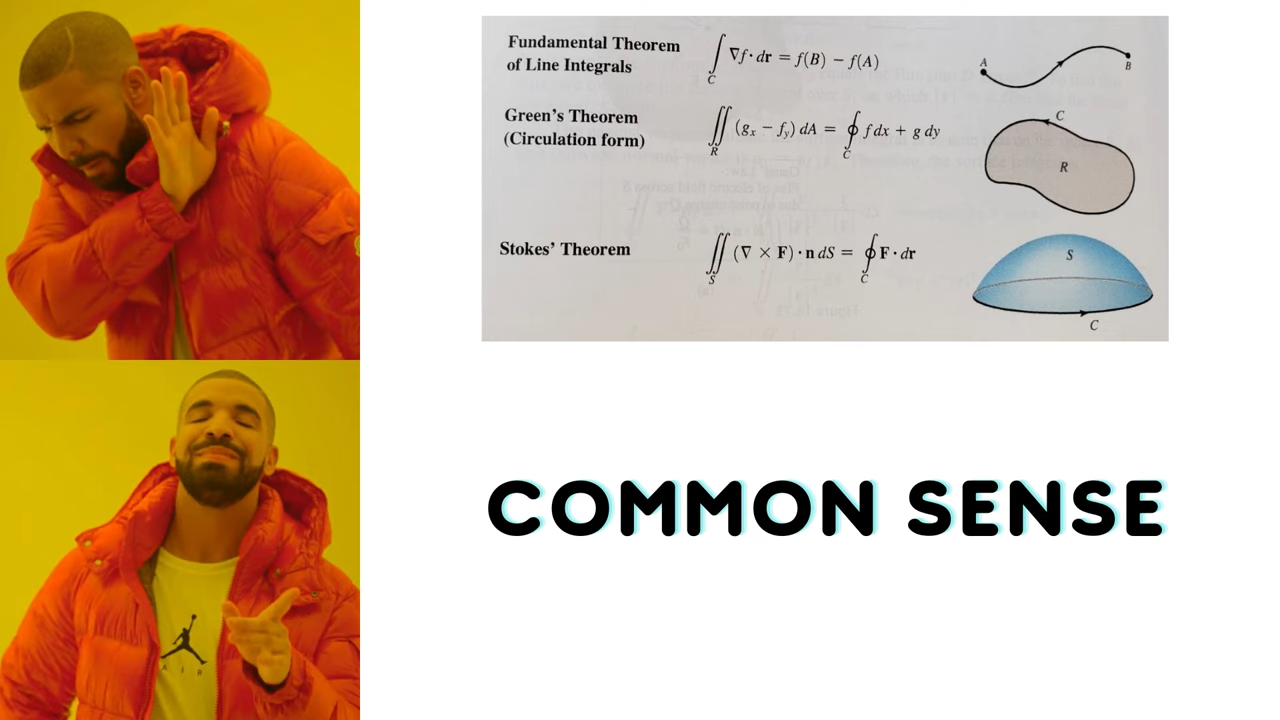 Fundamental Theorem
of Line Integrals
∫_C ∇f · dr = f(B) − f(A)
A
B
Green's Theorem
(Circulation form)
∬_R (g_x − f_y) dA = ∮_C f dx + g dy
C
R
Stokes' Theorem
∬_S (∇ × F) · n dS = ∮_C F · dr
S
C
COMMON SENSE
AIR